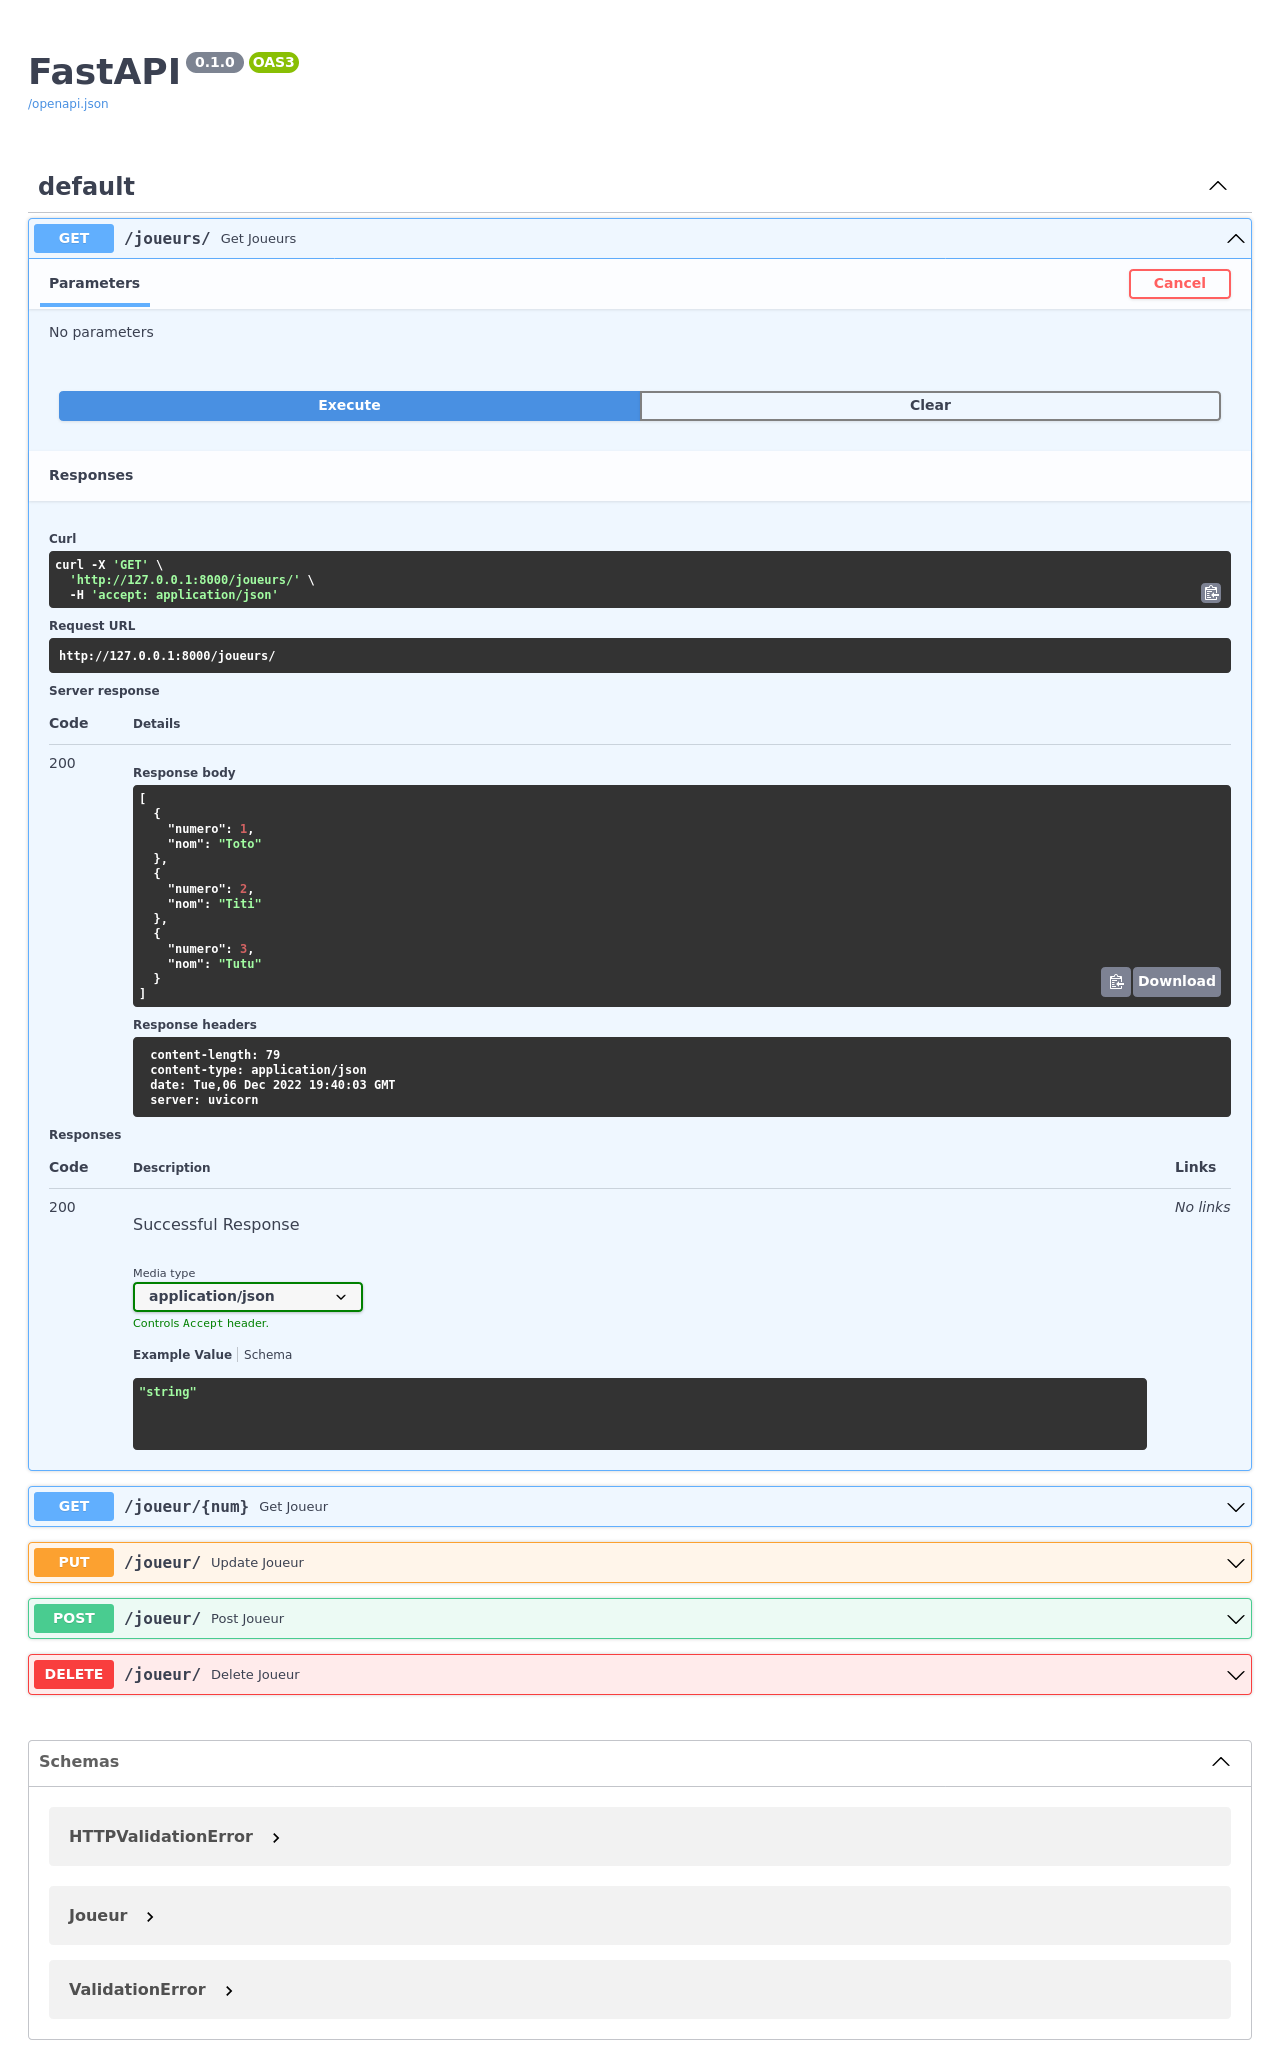 FastAPI 0.1.0 OAS3
/openapi.json
default
GET /joueurs/ Get Joueurs
Parameters
Cancel
No parameters
Execute
Clear
Responses
Curl
curl -X 'GET' \
  'http://127.0.0.1:8000/joueurs/' \
  -H 'accept: application/json'
Request URL
http://127.0.0.1:8000/joueurs/
Server response
Code Details
200
Response body
[
  {
    "numero": 1,
    "nom": "Toto"
  },
  {
    "numero": 2,
    "nom": "Titi"
  },
  {
    "numero": 3,
    "nom": "Tutu"
  }
]
Download
Response headers
content-length: 79
content-type: application/json
date: Tue,06 Dec 2022 19:40:03 GMT
server: uvicorn
Responses
Code Description Links
200
Successful Response
No links
Media type
application/json
Controls Accept header.
Example Value Schema
"string"
GET /joueur/{num} Get Joueur
PUT /joueur/ Update Joueur
POST /joueur/ Post Joueur
DELETE /joueur/ Delete Joueur
Schemas
HTTPValidationError
Joueur
ValidationError